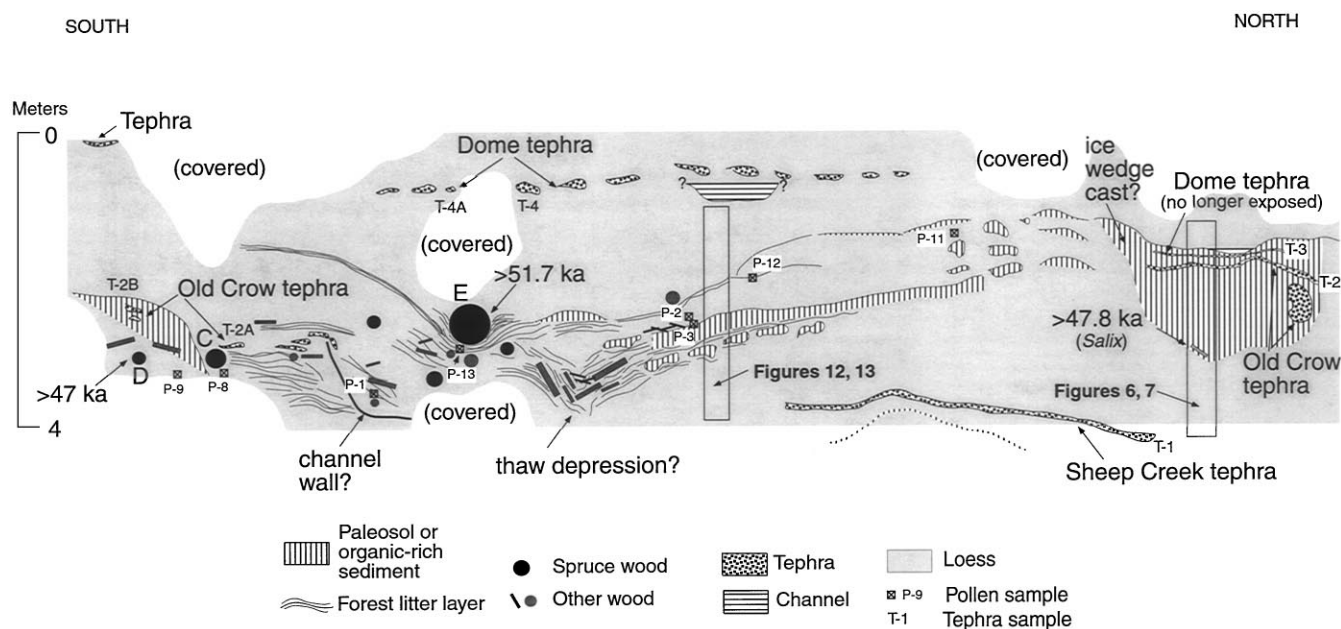 SOUTH
NORTH
Meters
0
4
Tephra
(covered)
Dome tephra
T-4A
T-4
(covered)
? ?
(covered)
ice
wedge
cast?
Dome tephra
(no longer exposed)
P-11
P-12
T-3
T-2
T-2B
Old Crow tephra
E
>51.7 ka
C
T-2A
P-2
P-3
>47.8 ka
(Salix)
Old Crow
tephra
D
>47 ka
P-9
P-8
P-1
P-13
(covered)
Figures 12, 13
Figures 6, 7
T-1
channel
wall?
thaw depression?
Sheep Creek tephra
Paleosol or
organic-rich
sediment
Forest litter layer
Spruce wood
Other wood
Tephra
Channel
Loess
P-9 Pollen sample
T-1 Tephra sample